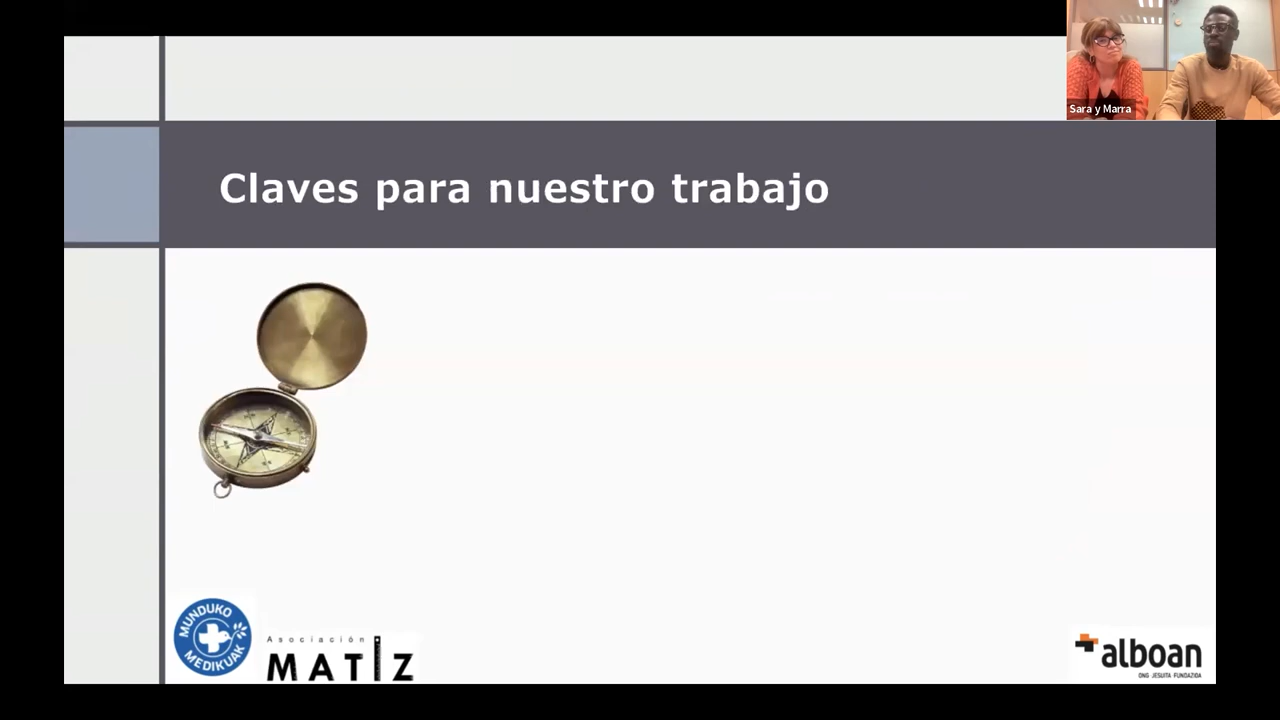 Sara y Marra
Claves para nuestro trabajo
MUNDUKO
MEDIKUAK
Asociación
MATIZ
alboan
ONG JESUITA FUNDAZIOA